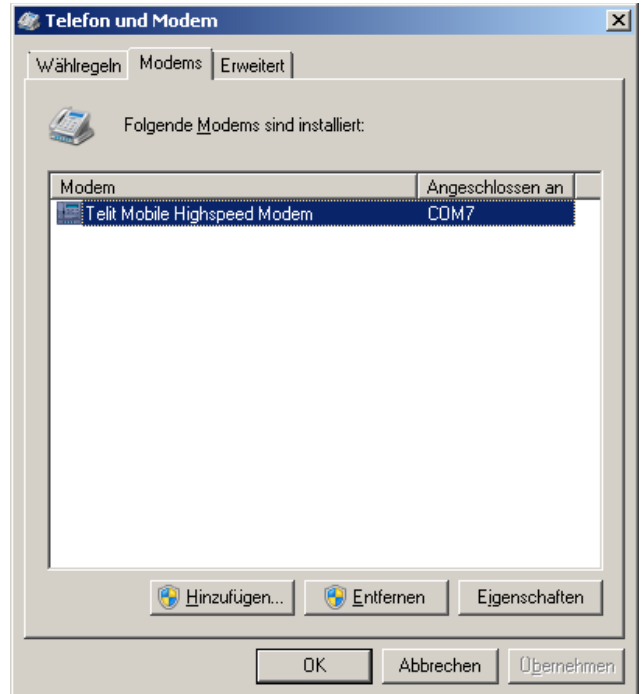 Telefon und Modem
Wählregeln Modems Erweitert
Folgende Modems sind installiert:
Modem Angeschlossen an
Telit Mobile Highspeed Modem COM7
Hinzufügen... Entfernen Eigenschaften
OK Abbrechen Übernehmen